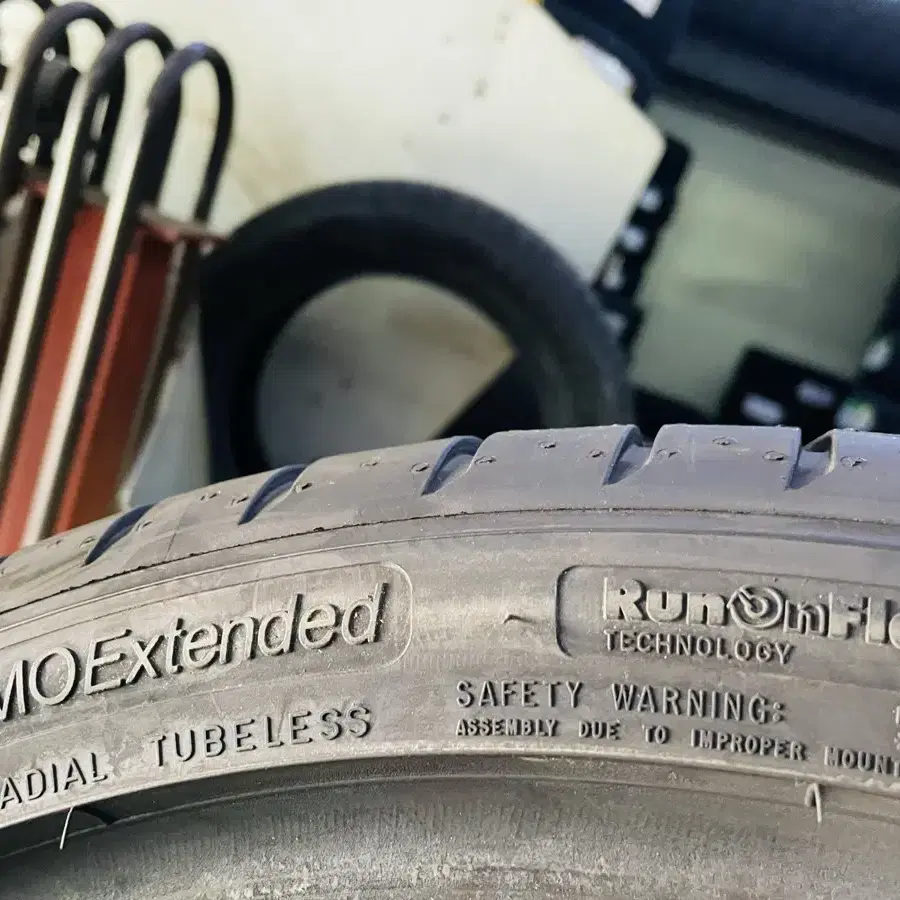 MOExtended
RunOnFl
TECHNOLOGY
ADIAL TUBELESS
SAFETY WARNING:
ASSEMBLY DUE TO IMPROPER MOUNT